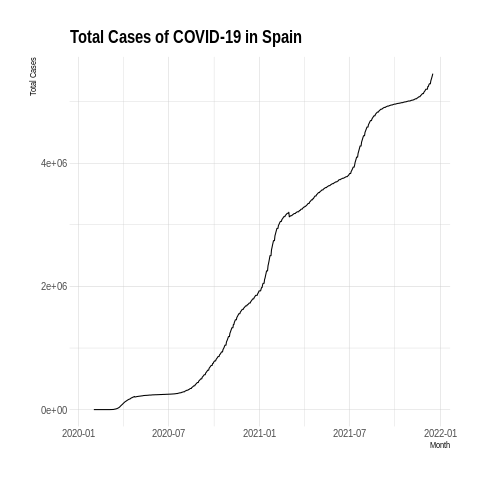 Total Cases of COVID-19 in Spain
Total Cases
4e+06
2e+06
0e+00
2020-01 2020-07 2021-01 2021-07 2022-01
Month